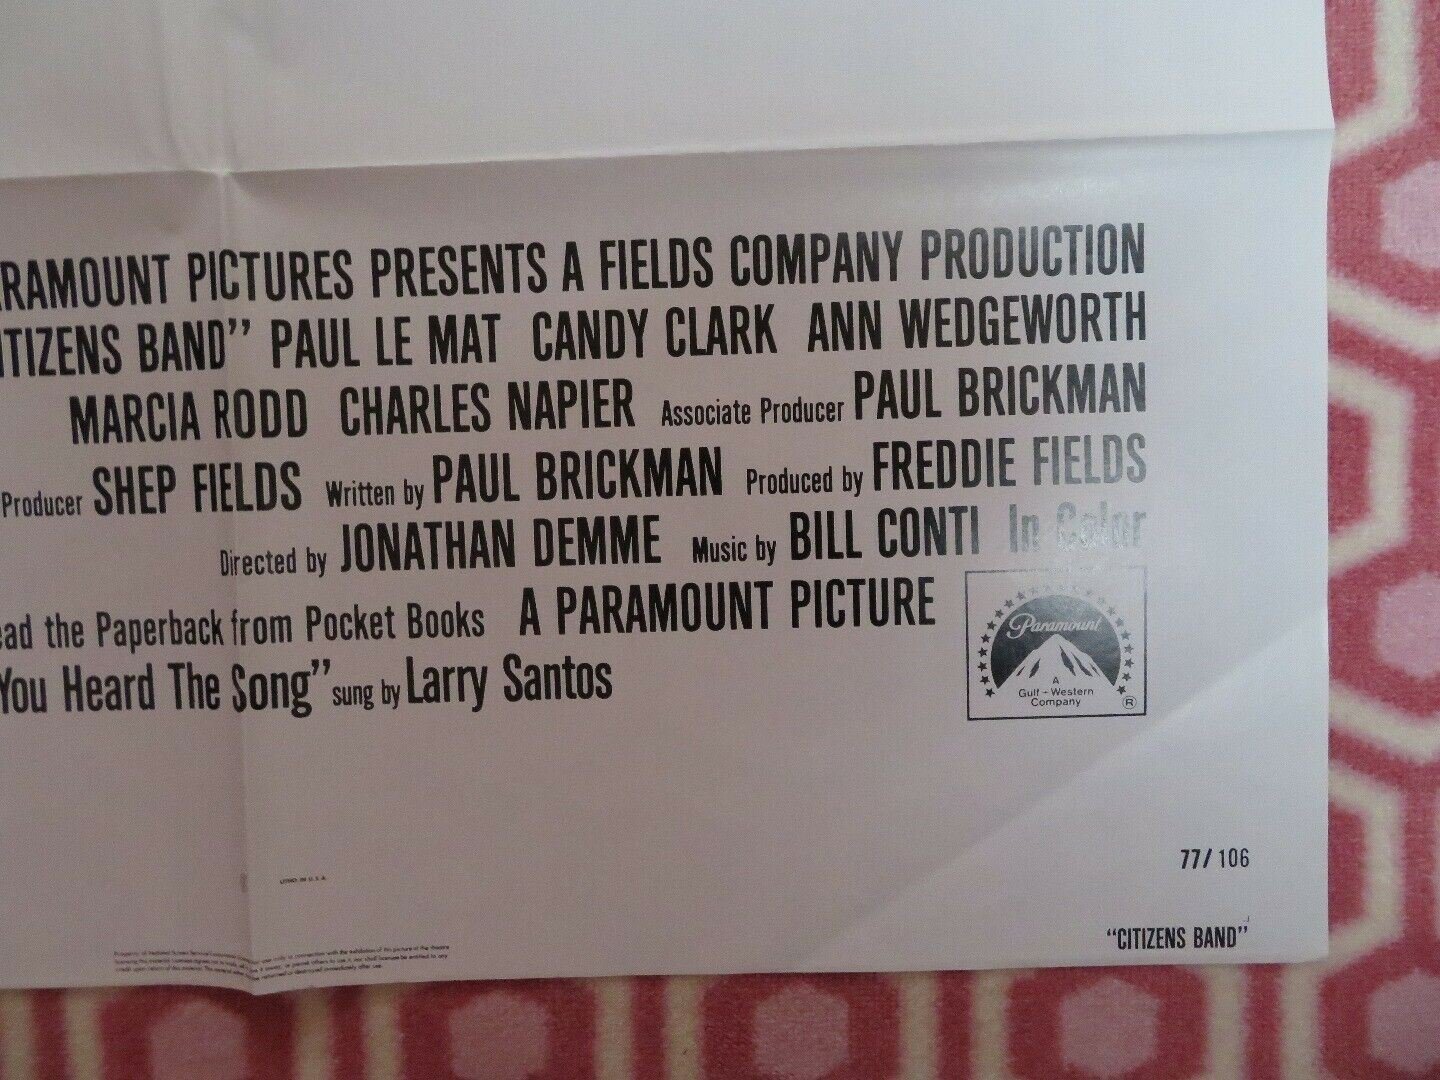 RAMOUNT PICTURES PRESENTS A FIELDS COMPANY PRODUCTION
CITIZENS BAND" PAUL LE MAT CANDY CLARK ANN WEDGEWORTH
MARCIA RODD CHARLES NAPIER Associate Producer PAUL BRICKMAN
Producer SHEP FIELDS Written by PAUL BRICKMAN Produced by FREDDIE FIELDS
Directed by JONATHAN DEMME Music by BILL CONTI In Color
ead the Paperback from Pocket Books A PARAMOUNT PICTURE
You Heard The Song" sung by Larry Santos
Paramount
A
Gulf + Western
Company
®
77/106
LITHO. IN U.S.A.
"CITIZENS BAND"